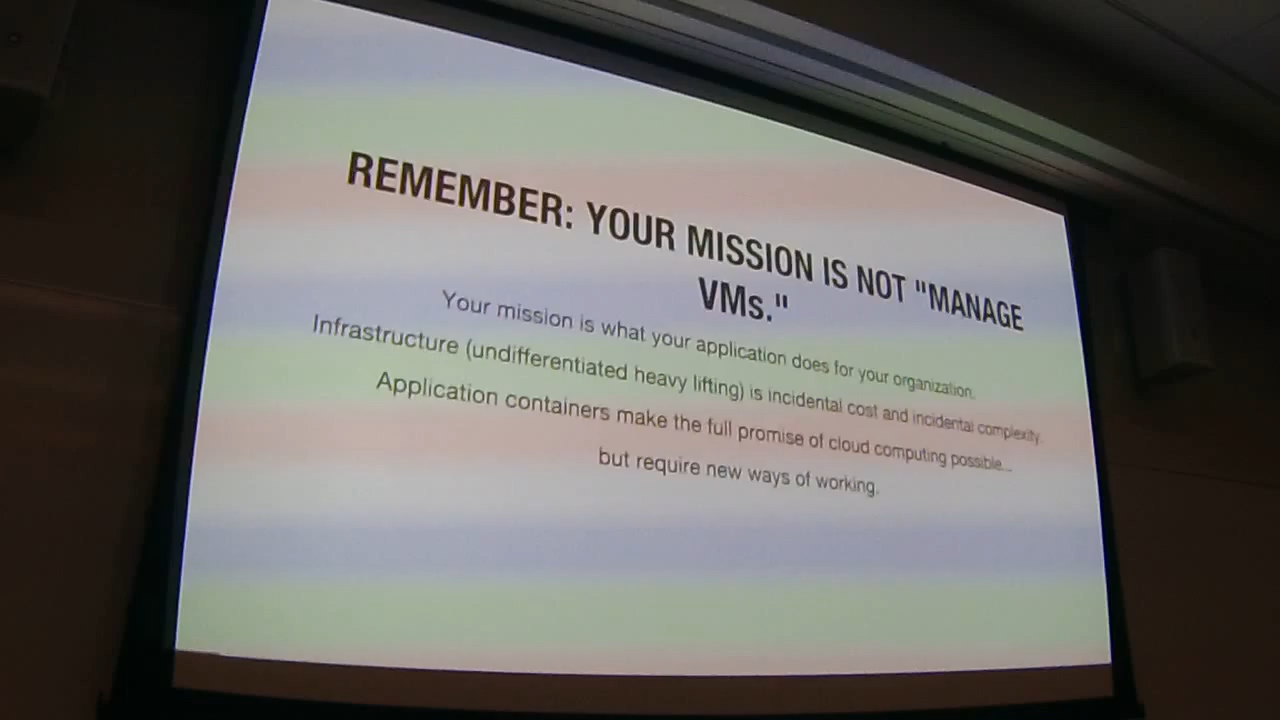 REMEMBER: YOUR MISSION IS NOT "MANAGE
VMs."
Your mission is what your application does for your organization.
Infrastructure (undifferentiated heavy lifting) is incidental cost and incidental complexity.
Application containers make the full promise of cloud computing possible...
but require new ways of working.